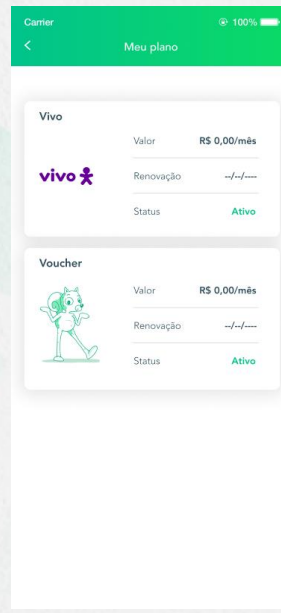 Carrier 100%
Meu plano
Vivo
Valor R$ 0,00/mês
vivo
Renovação --/--/----
Status Ativo
Voucher
Valor R$ 0,00/mês
Renovação --/--/----
Status Ativo